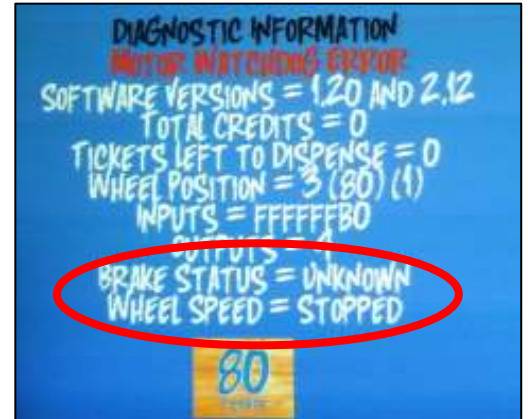 DIAGNOSTIC INFORMATION
MOTOR WATCHDOG ERROR
SOFTWARE VERSIONS = 1.20 AND 2.12
TOTAL CREDITS = 0
TICKETS LEFT TO DISPENSE = 0
WHEEL POSITION = 3 (80) (1)
INPUTS = FFFFFFB0
OUTPUTS =
BRAKE STATUS = UNKNOWN
WHEEL SPEED = STOPPED
80